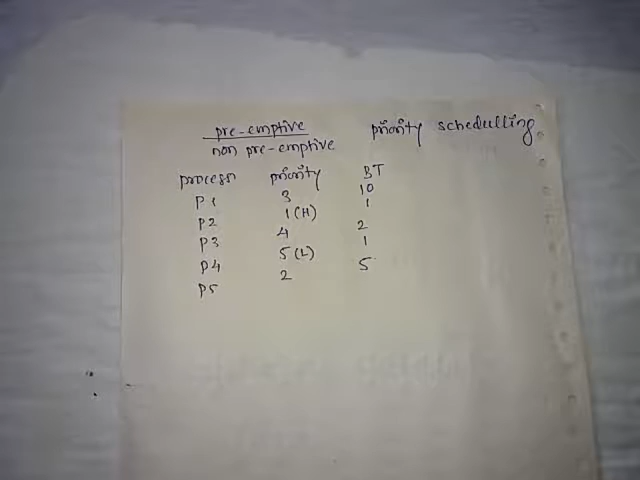 pre-emptive priority schedulling
non pre-emptive
process priority BT
P1 3 10
P2 1(H) 1
P3 4 2
P4 5(L) 1
P5 2 5